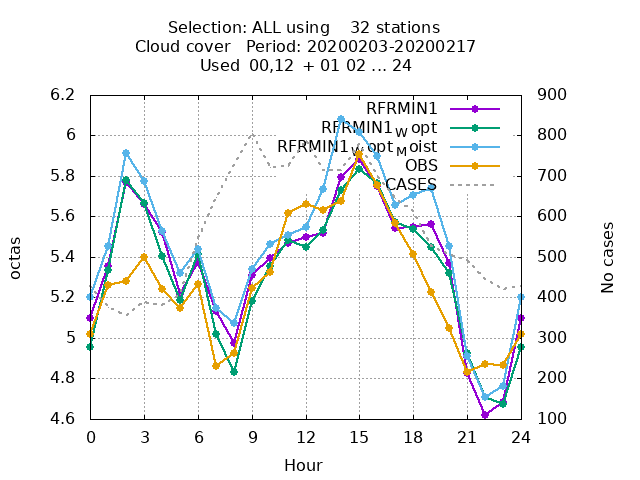 Selection: ALL using 32 stations
Cloud cover Period: 20200203-20200217
Used 00,12 + 01 02 ... 24
6.2
6
5.8
5.6
5.4
5.2
5
4.8
4.6
900
800
700
600
500
400
300
200
100
RFRMIN1
RFRMIN1_W opt
RFRMIN1_W opt_M oist
OBS
CASES
octas
No cases
0 3 6 9 12 15 18 21 24
Hour